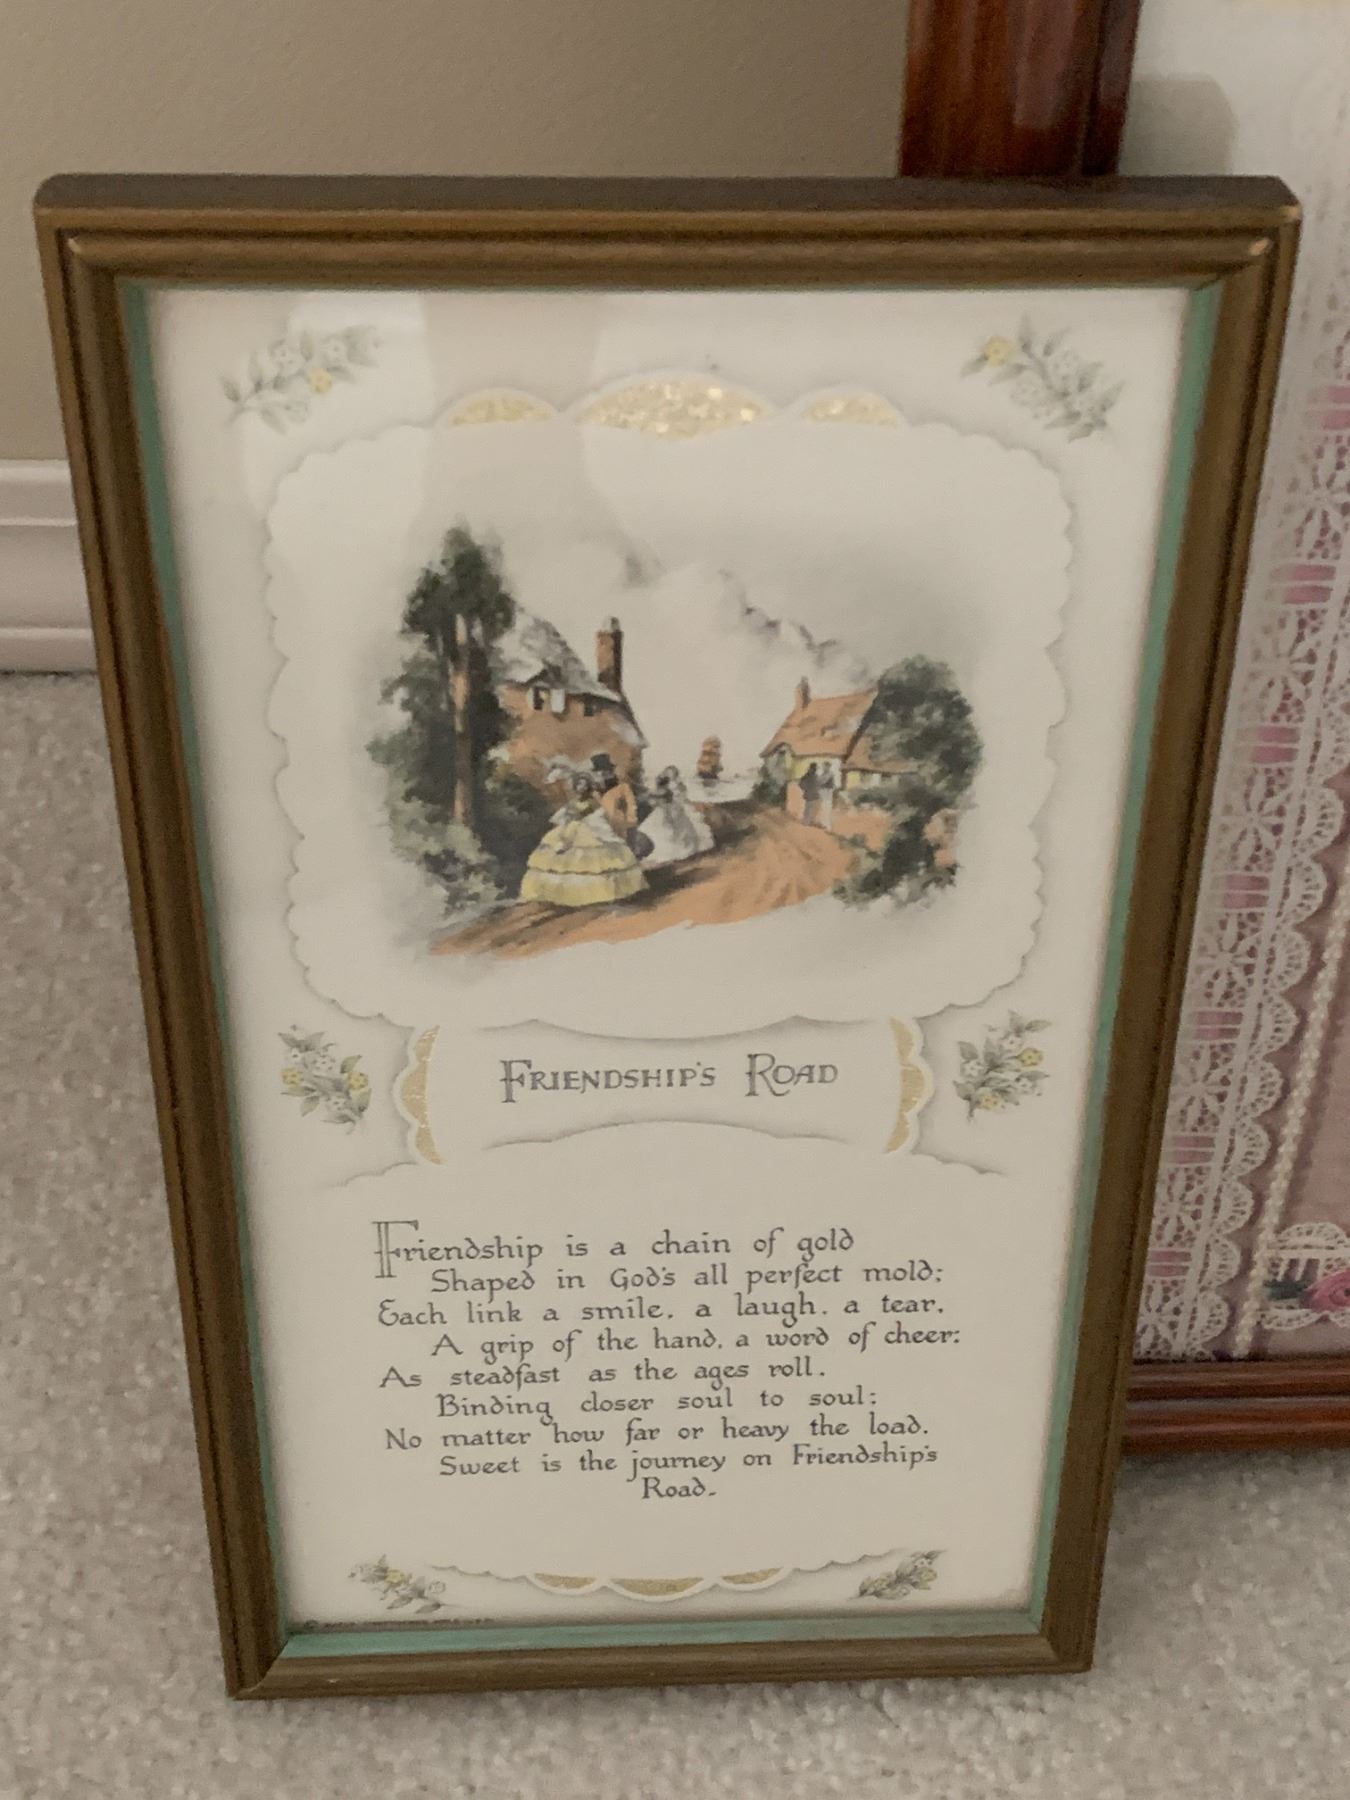 FRIENDSHIP'S ROAD
Friendship is a chain of gold
Shaped in God's all perfect mold;
Each link a smile, a laugh, a tear,
A grip of the hand, a word of cheer;
As steadfast as the ages roll,
Binding closer soul to soul;
No matter how far or heavy the load,
Sweet is the journey on Friendship's
Road.